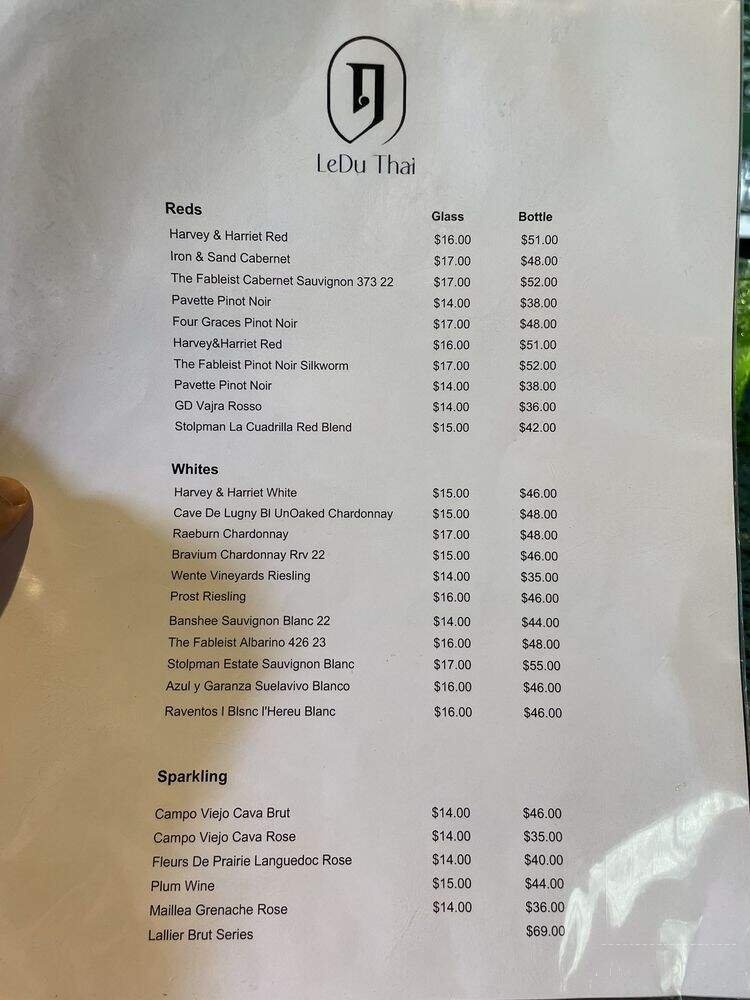 LeDu Thai
Reds Glass Bottle
Harvey & Harriet Red $16.00 $51.00
Iron & Sand Cabernet $17.00 $48.00
The Fableist Cabernet Sauvignon 373 22 $17.00 $52.00
Pavette Pinot Noir $14.00 $38.00
Four Graces Pinot Noir $17.00 $48.00
Harvey&Harriet Red $16.00 $51.00
The Fableist Pinot Noir Silkworm $17.00 $52.00
Pavette Pinot Noir $14.00 $38.00
GD Vajra Rosso $14.00 $36.00
Stolpman La Cuadrilla Red Blend $15.00 $42.00
Whites
Harvey & Harriet White $15.00 $46.00
Cave De Lugny Bl UnOaked Chardonnay $15.00 $48.00
Raeburn Chardonnay $17.00 $48.00
Bravium Chardonnay Rrv 22 $15.00 $46.00
Wente Vineyards Riesling $14.00 $35.00
Prost Riesling $16.00 $46.00
Banshee Sauvignon Blanc 22 $14.00 $44.00
The Fableist Albarino 426 23 $16.00 $48.00
Stolpman Estate Sauvignon Blanc $17.00 $55.00
Azul y Garanza Suelavivo Blanco $16.00 $46.00
Raventos I Blsnc l'Hereu Blanc $16.00 $46.00
Sparkling
Campo Viejo Cava Brut $14.00 $46.00
Campo Viejo Cava Rose $14.00 $35.00
Fleurs De Prairie Languedoc Rose $14.00 $40.00
Plum Wine $15.00 $44.00
Maillea Grenache Rose $14.00 $36.00
Lallier Brut Series $69.00